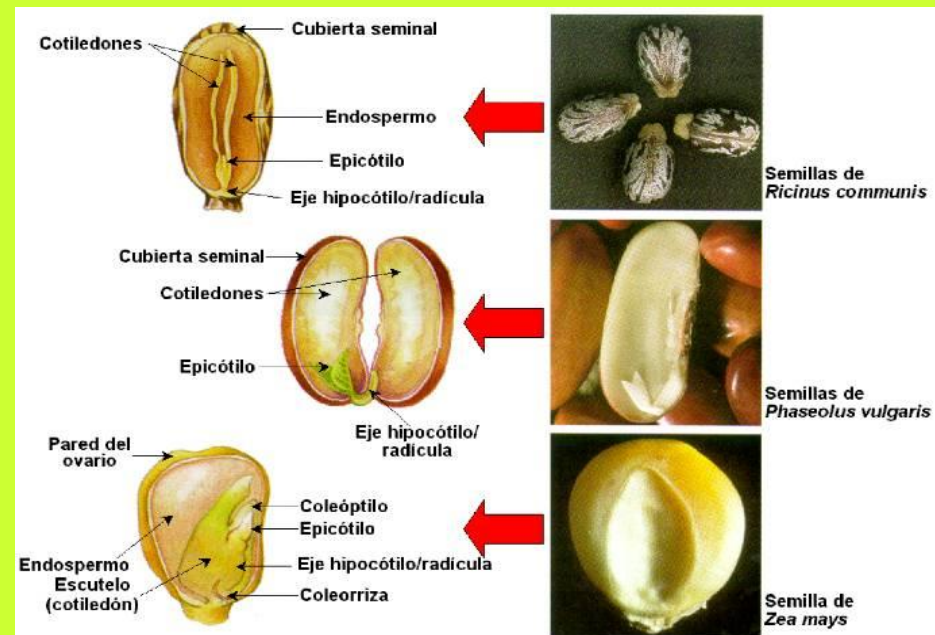 Cubierta seminal
Cotiledones
Endospermo
Epicótilo
Eje hipocótilo/radícula
Semillas de
Ricinus communis
Cubierta seminal
Cotiledones
Epicótilo
Eje hipocótilo/
radícula
Semillas de
Phaseolus vulgaris
Pared del
ovario
Coleóptilo
Epicótilo
Endospermo
Eje hipocótilo/radícula
Escutelo
(cotiledón)
Coleorriza
Semilla de
Zea mays